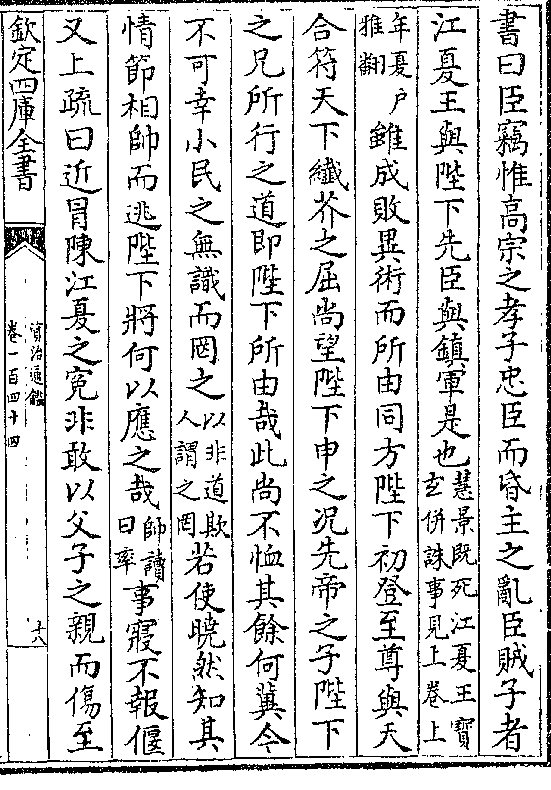 書曰臣竊惟高宗之孝子忠臣而昏主之亂臣賊子者
江夏王與陛下先臣與鎮軍是也慧景既死江夏王寶玄併誅事見上卷上
年夏戶雅翻雖成敗異術而所由同方陛下初登至尊與天
合符天下纖芥之屈尚望陛下申之况先帝之子陛下
之兄所行之道即陛下所由哉此尚不恤其餘何冀今
不可幸小民之無識而罔之以非道欺人謂之罔若使曉然知其
情節相帥而逃陛下將何以應之哉帥讀曰率事寢不報偃
又上疏曰近冒陳江夏之寃非敢以父子之親而傷至
欽定四庫全書
資治通鑑
卷一百四十四
十八